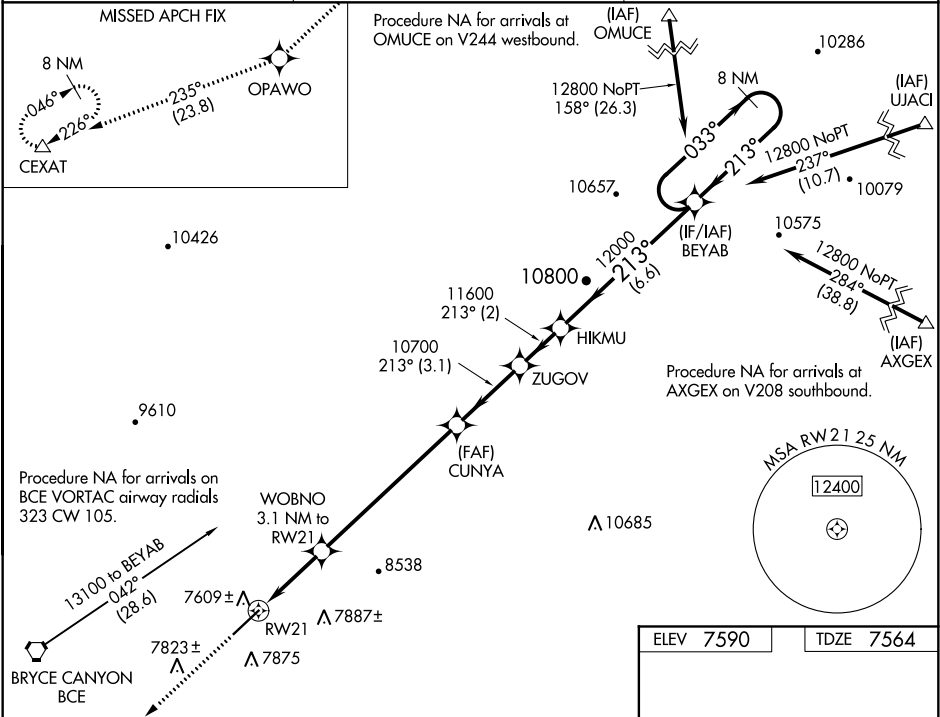 MISSED APCH FIX
8 NM
046°
226°
CEXAT
235°
(23.8)
OPAWO
Procedure NA for arrivals at
OMUCE on V244 westbound.
(IAF)
OMUCE
12800 NoPT
158° (26.3)
10286
(IAF)
UJACI
8 NM
033°
213°
12800 NoPT
237°
(10.7)
10079
10657
(IF/IAF)
BEYAB
10575
12800 NoPT
284°
(38.8)
(IAF)
AXGEX
10426
12000
213°
(6.6)
10800
11600
213° (2)
HIKMU
10700
213° (3.1)
ZUGOV
Procedure NA for arrivals at
AXGEX on V208 southbound.
9610
(FAF)
CUNYA
MSA RW21 25 NM
12400
Procedure NA for arrivals on
BCE VORTAC airway radials
323 CW 105.
WOBNO
3.1 NM to
RW21
10685
8538
13100 to BEYAB
042°
(28.6)
7609±
RW21
7887±
7823±
7875
BRYCE CANYON
BCE
ELEV 7590
TDZE 7564